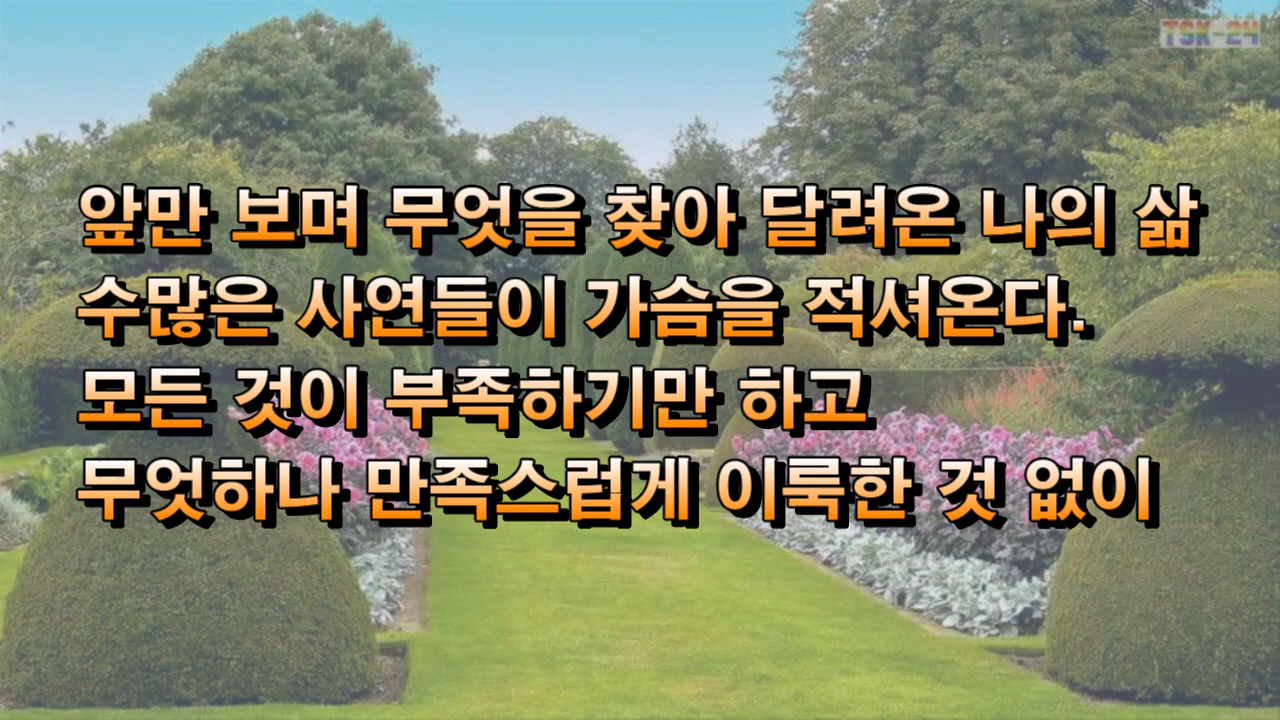 TSK-24
앞만 보며 무엇을 찾아 달려온 나의 삶
수많은 사연들이 가슴을 적셔온다.
모든 것이 부족하기만 하고
무엇하나 만족스럽게 이룩한 것 없이